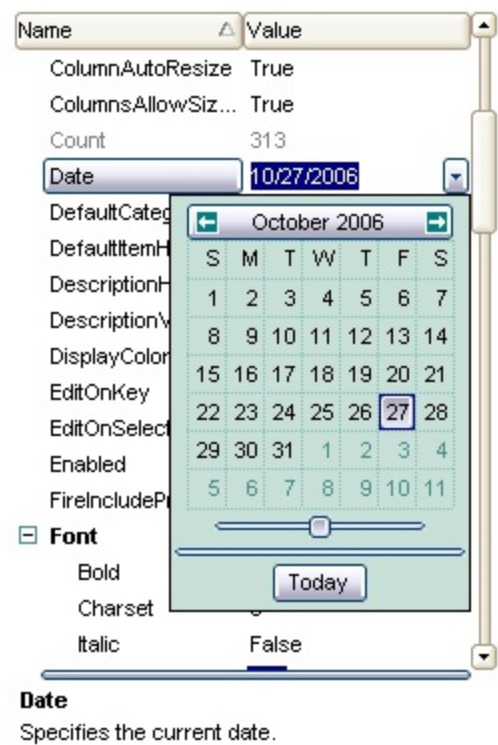 Name Value
ColumnAutoResize True
ColumnsAllowSiz... True
Count 313
Date 10/27/2006
DefaultCateg
DefaultItemH
DescriptionH
DescriptionV
DisplayColor
EditOnKey
EditOnSelect
Enabled
FireIncludePr
Font
Bold
Charset
Italic False
October 2006
S M T W T F S
1 2 3 4 5 6 7
8 9 10 11 12 13 14
15 16 17 18 19 20 21
22 23 24 25 26 27 28
29 30 31 1 2 3 4
5 6 7 8 9 10 11
Today
Date
Specifies the current date.